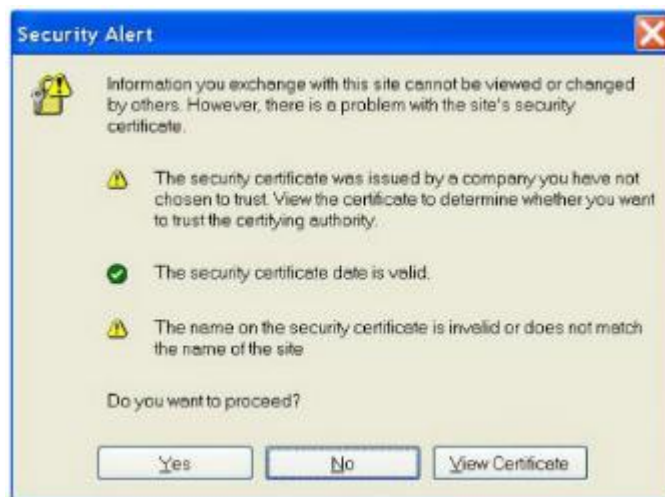 Security Alert
Information you exchange with this site cannot be viewed or changed
by others. However, there is a problem with the site's security
certificate.
The security certificate was issued by a company you have not
chosen to trust. View the certificate to determine whether you want
to trust the certifying authority.
The security certificate date is valid.
The name on the security certificate is invalid or does not match
the name of the site
Do you want to proceed?
Yes
No
View Certificate